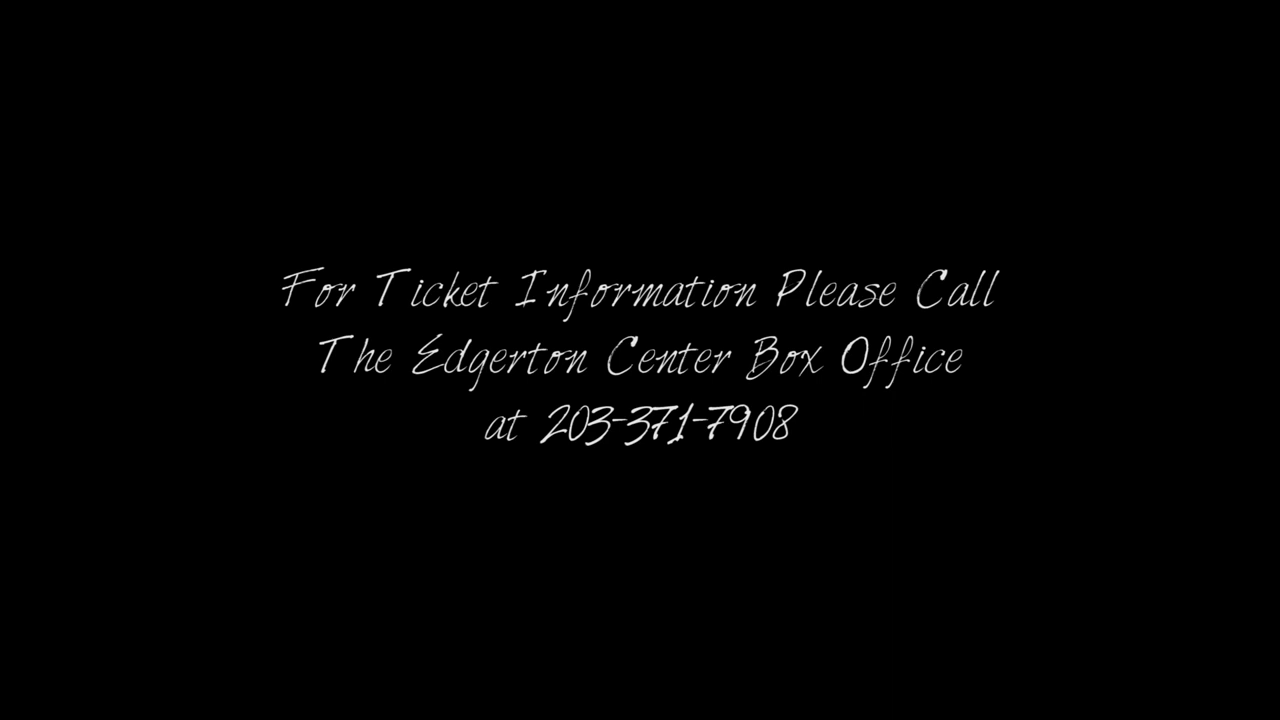 For Ticket Information Please Call
The Edgerton Center Box Office
at 203-371-7908